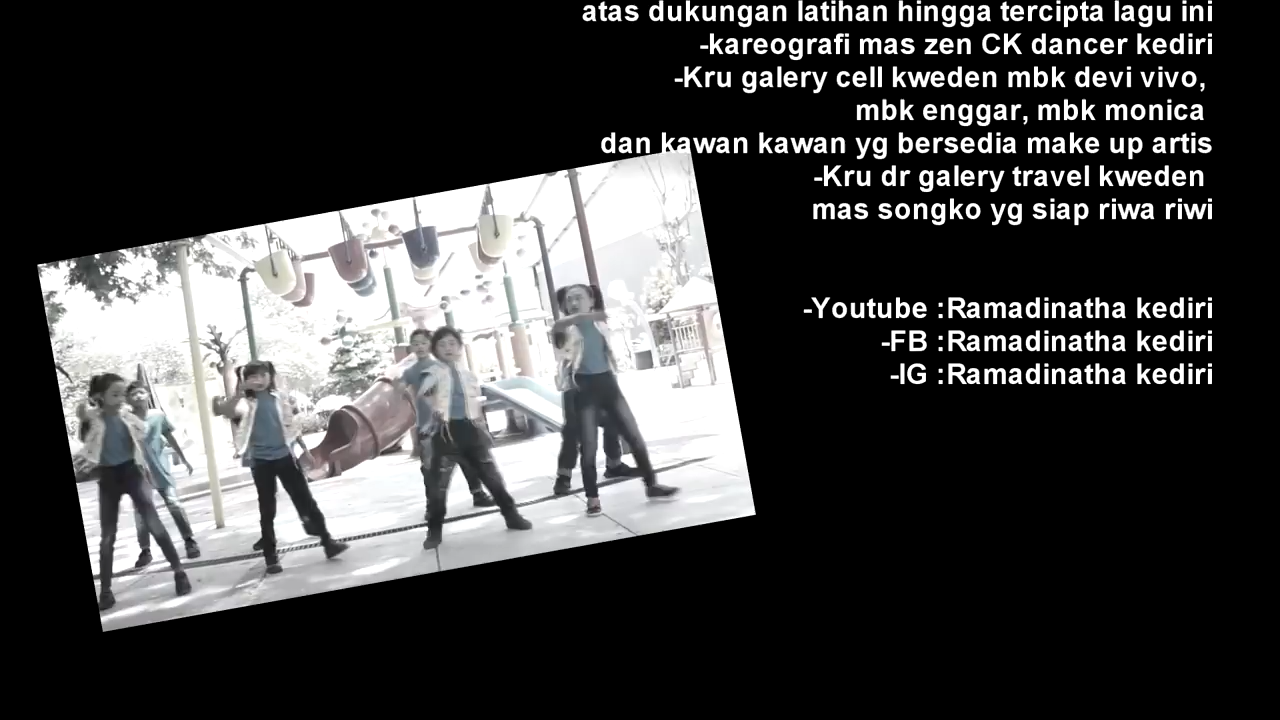 atas dukungan latihan hingga tercipta lagu ini
-kareografi mas zen CK dancer kediri
-Kru galery cell kweden mbk devi vivo,
mbk enggar, mbk monica
dan kawan kawan yg bersedia make up artis
-Kru dr galery travel kweden
mas songko yg siap riwa riwi
-Youtube :Ramadinatha kediri
-FB :Ramadinatha kediri
-IG :Ramadinatha kediri